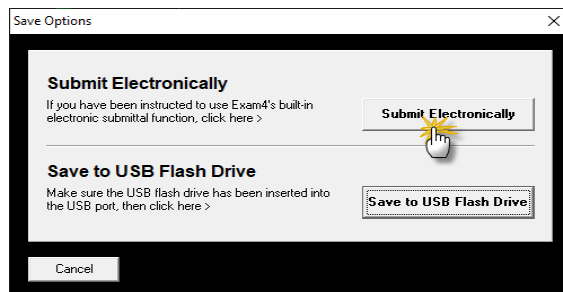 Save Options
Submit Electronically
If you have been instructed to use Exam4's built-in
electronic submittal function, click here >
Submit Electronically
Save to USB Flash Drive
Make sure the USB flash drive has been inserted into
the USB port, then click here >
Save to USB Flash Drive
Cancel